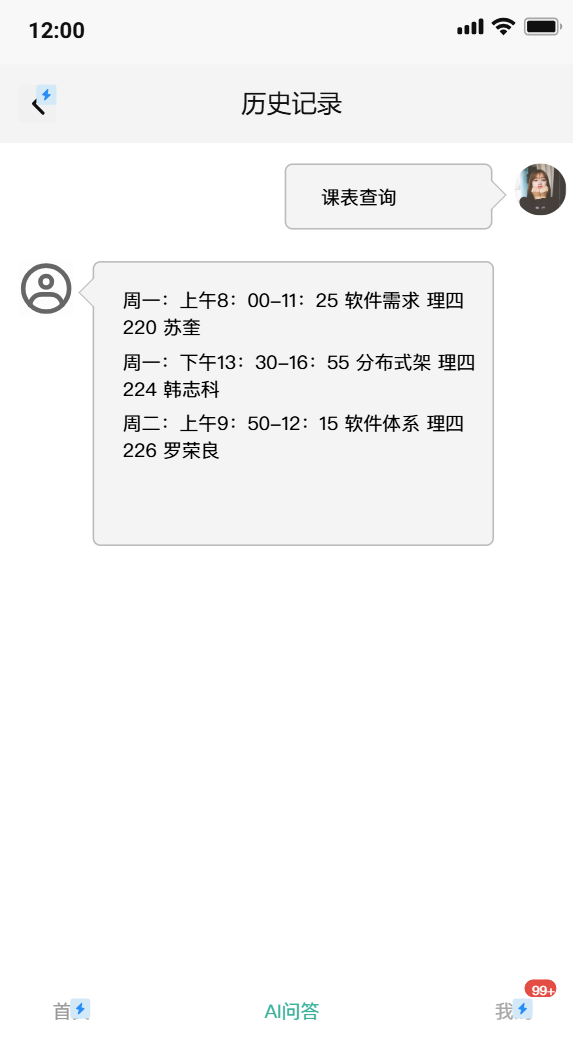 12:00
历史记录
课表查询
周一：上午8：00-11：25 软件需求 理四
220 苏奎
周一：下午13：30-16：55 分布式架 理四
224 韩志科
周二：上午9：50-12：15 软件体系 理四
226 罗荣良
99+
首
AI问答
我